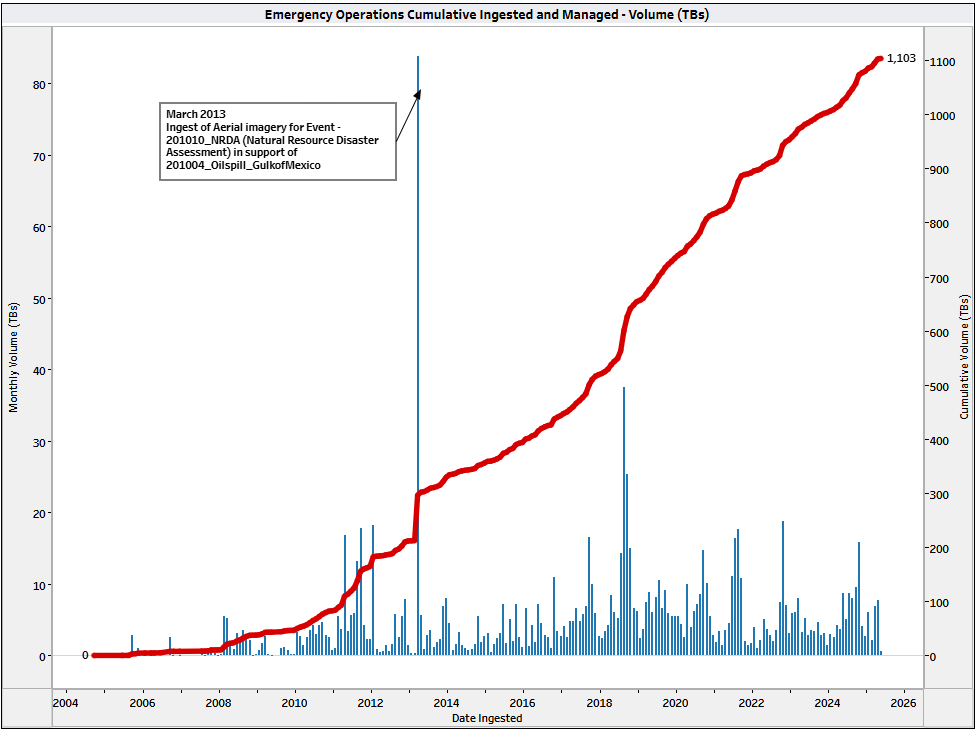 Emergency Operations Cumulative Ingested and Managed - Volume (TBs)
1,103
March 2013
Ingest of Aerial imagery for Event -
201010_NRDA (Natural Resource Disaster
Assessment) in support of
201004_Oilspill_GulkofMexico
80
70
60
50
40
30
20
10
0
Monthly Volume (TBs)
0
1100
1000
900
800
700
600
500
400
300
200
100
0
Cumulative Volume (TBs)
2004 2006 2008 2010 2012 2014 2016 2018 2020 2022 2024 2026
Date Ingested